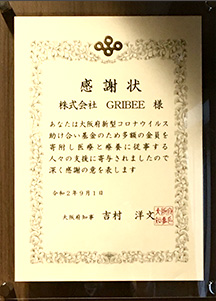 感謝状
株式会社 GRIBEE 様
あなたは大阪府新型コロナウイルス
助け合い基金のため多額の金員を
寄附し医療と療養に従事する
人々の支援に寄与されましたので
深く感謝の意を表します
令和2年9月1日
大阪府知事 吉村 洋文